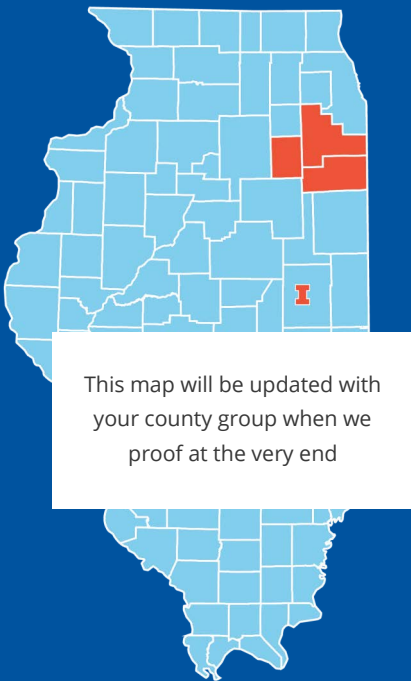 This map will be updated with
your county group when we
proof at the very end